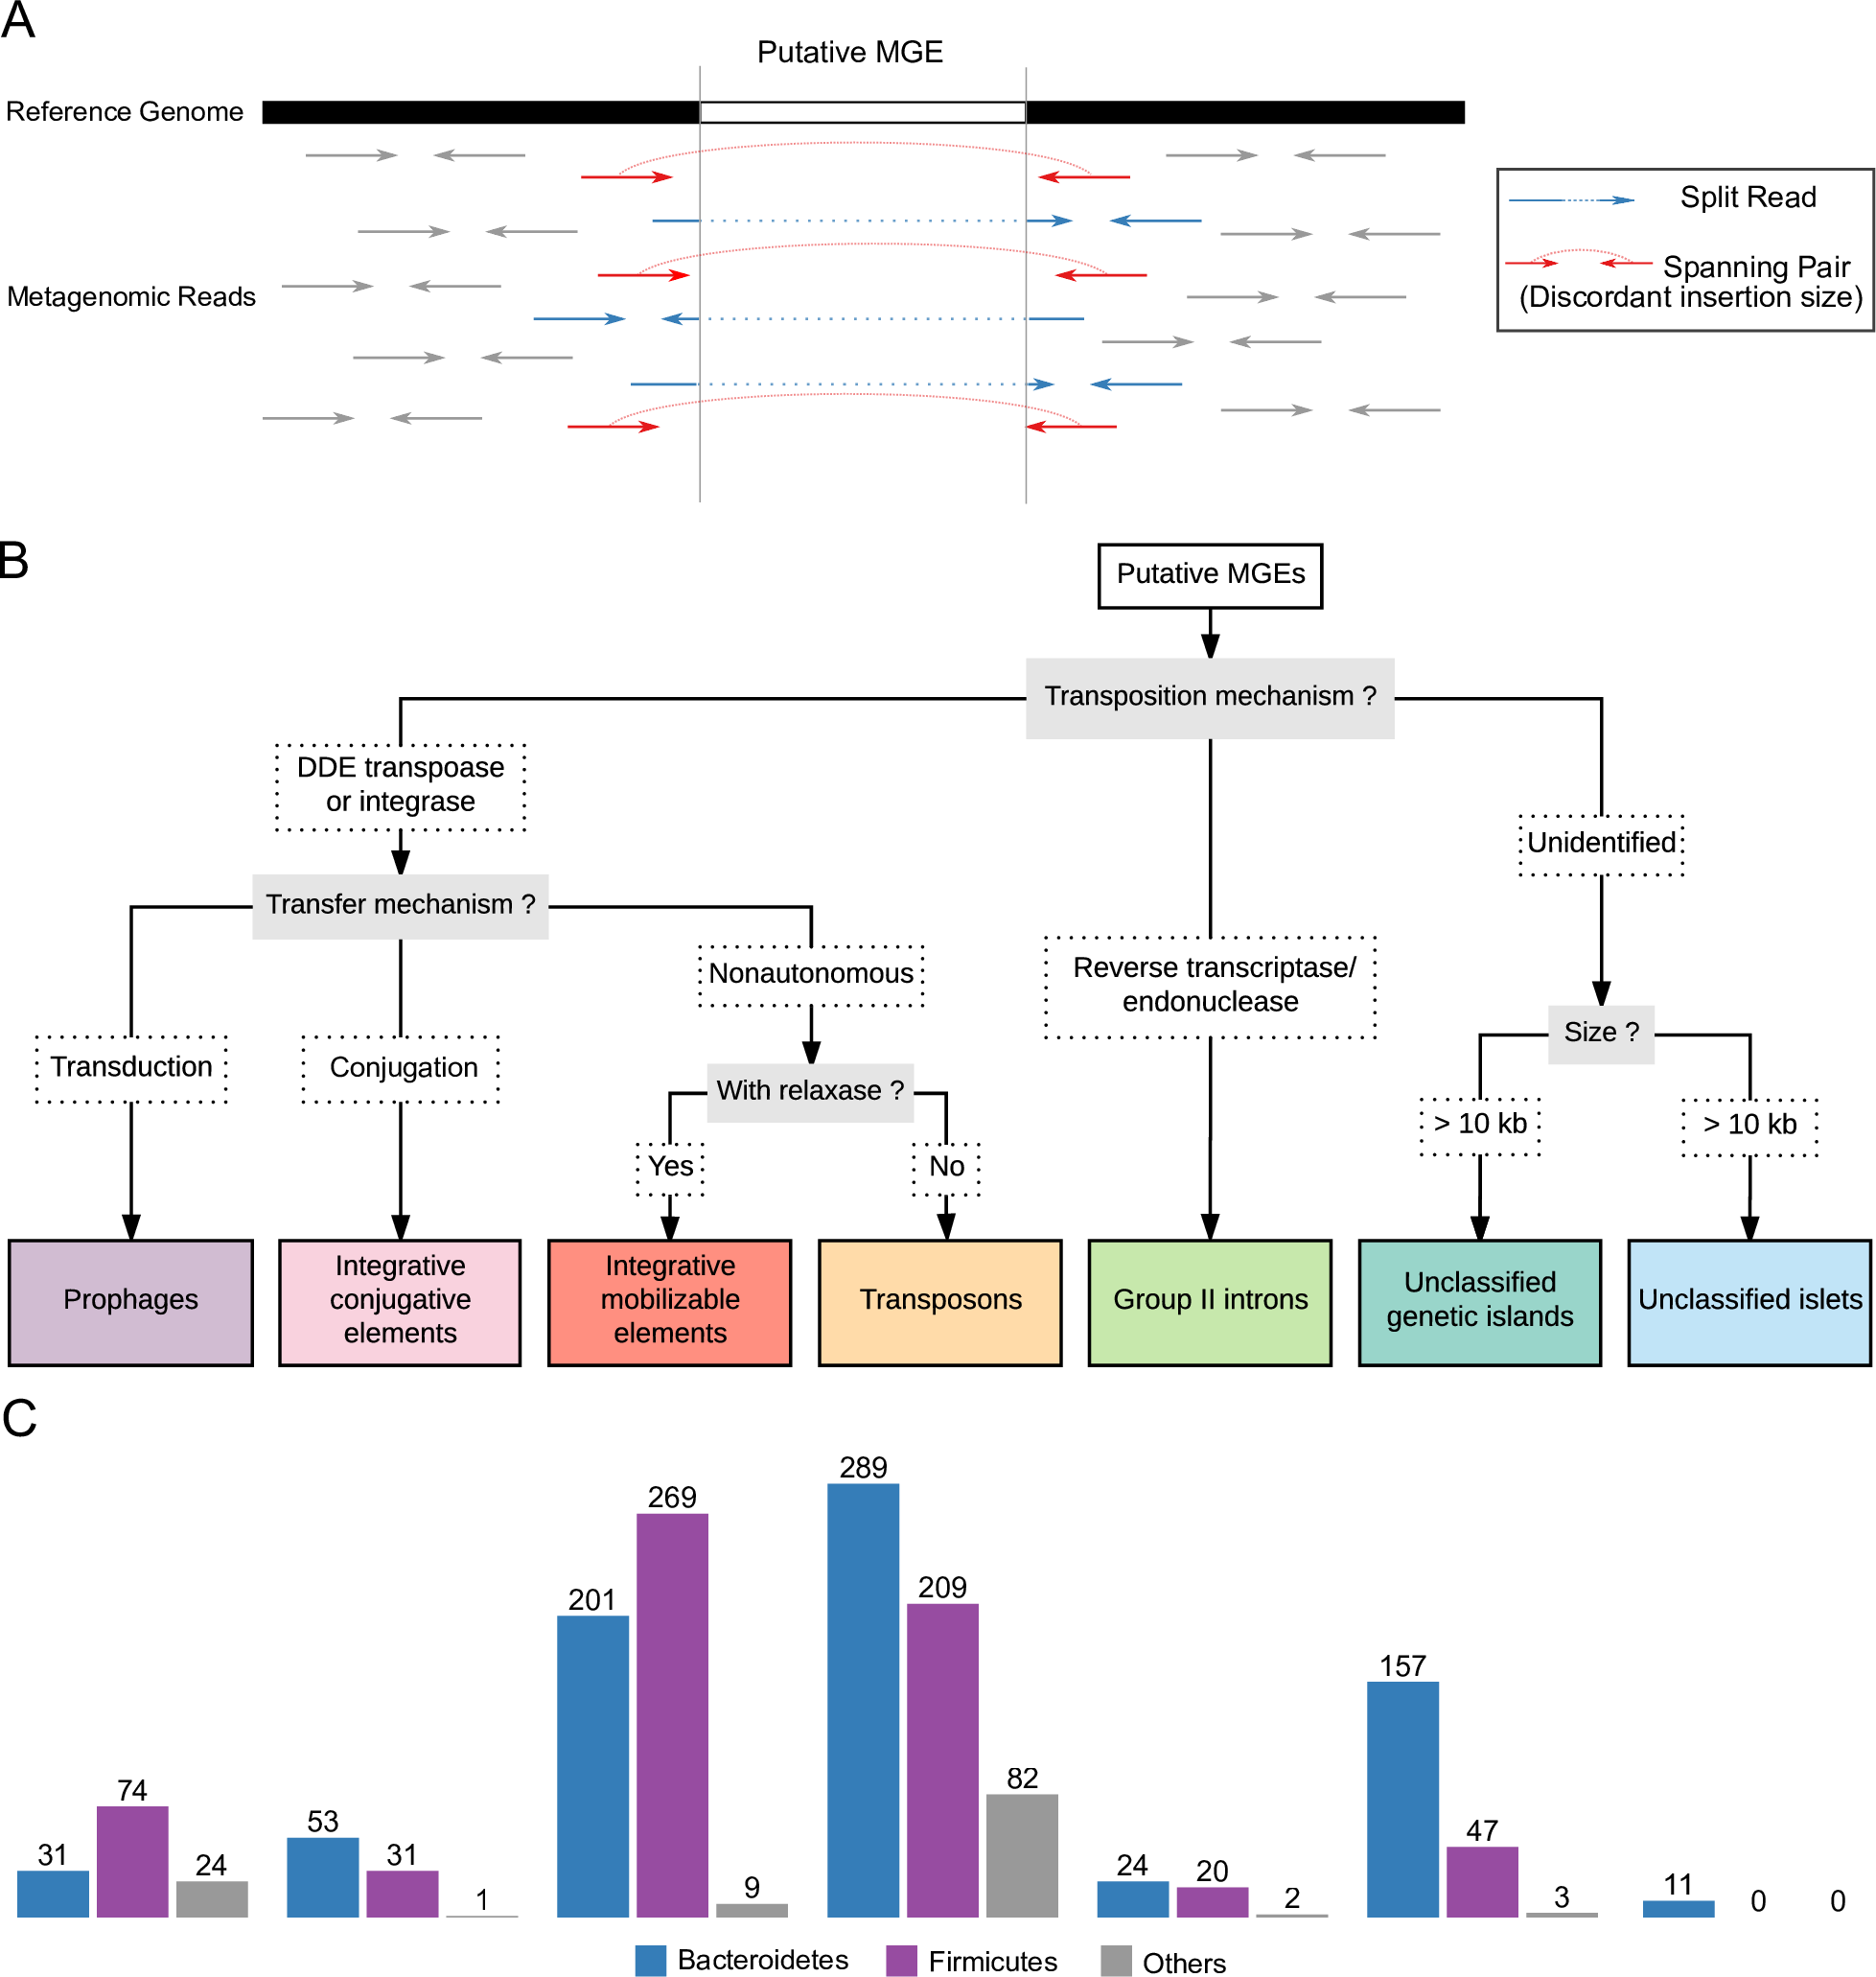 A
Putative MGE
Reference Genome
Metagenomic Reads
Split Read
Spanning Pair
(Discordant insertion size)
B
Putative MGEs
Transposition mechanism ?
DDE transpoase
or integrase
Unidentified
Transfer mechanism ?
Nonautonomous
Reverse transcriptase/
endonuclease
Size ?
Transduction
Conjugation
With relaxase ?
> 10 kb
> 10 kb
Yes
No
Prophages
Integrative
conjugative
elements
Integrative
mobilizable
elements
Transposons
Group II introns
Unclassified
genetic islands
Unclassified islets
C
31
74
24
53
31
1
201
269
9
289
209
82
24
20
2
157
47
3
11
0
0
Bacteroidetes
Firmicutes
Others